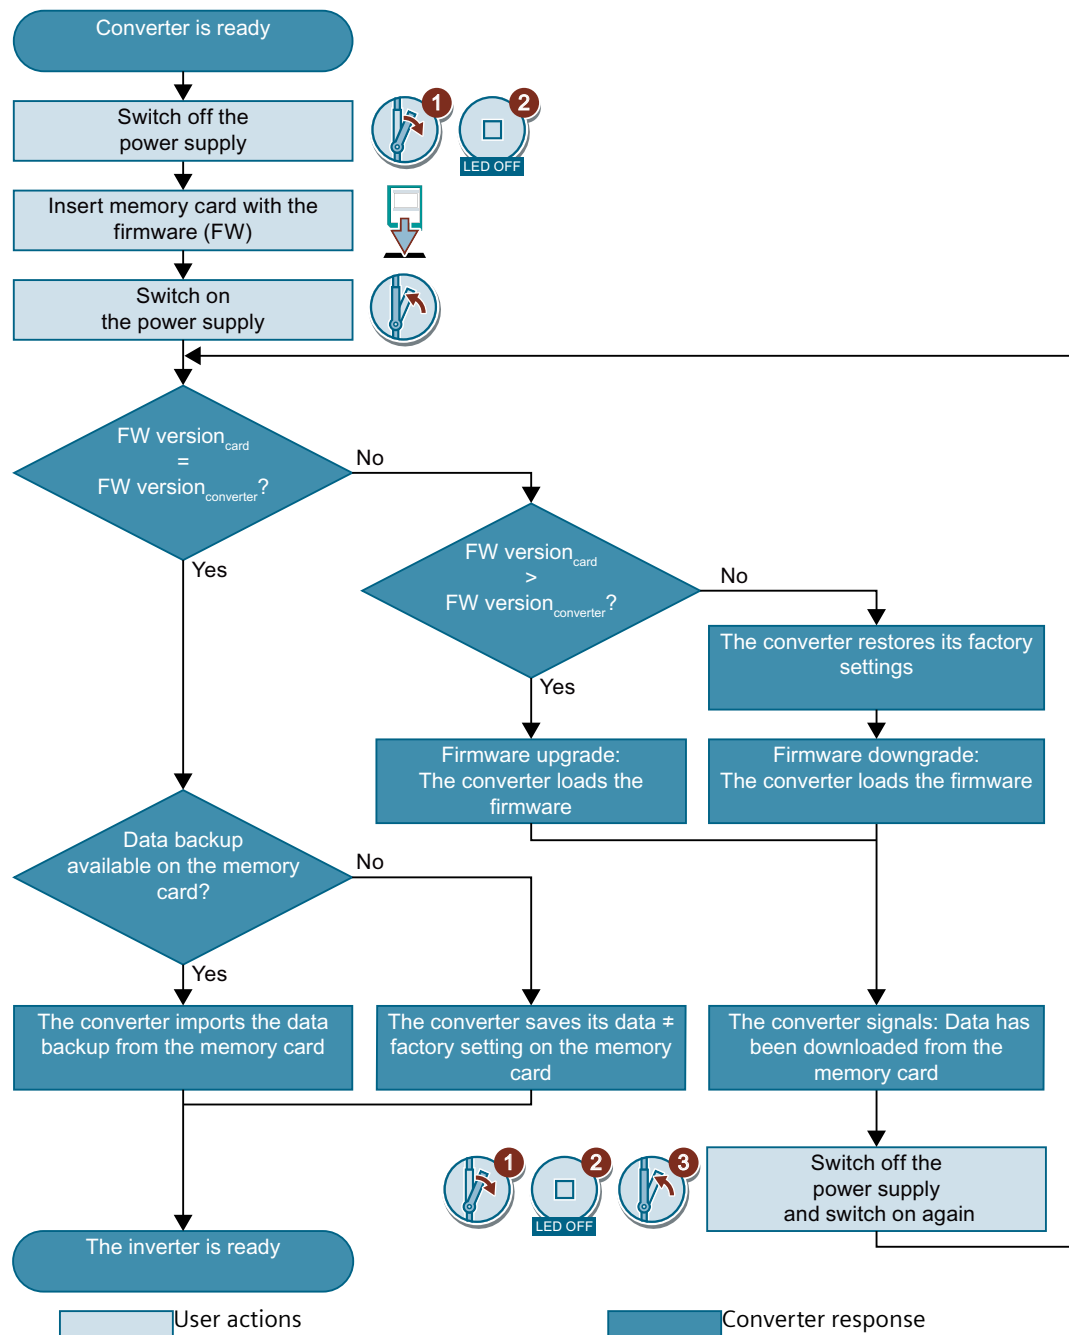 Converter is ready
Switch off the
power supply
1
2
LED OFF
Insert memory card with the
firmware (FW)
Switch on
the power supply
FW version card
=
FW version converter?
No
Yes
FW version card
>
FW version converter?
No
Yes
The converter restores its factory
settings
Firmware upgrade:
The converter loads the
firmware
Firmware downgrade:
The converter loads the firmware
Data backup
available on the memory
card?
No
Yes
The converter imports the data
backup from the memory card
The converter saves its data ≠
factory setting on the memory
card
The converter signals: Data has
been downloaded from the
memory card
1
2
3
LED OFF
Switch off the
power supply
and switch on again
The inverter is ready
User actions
Converter response